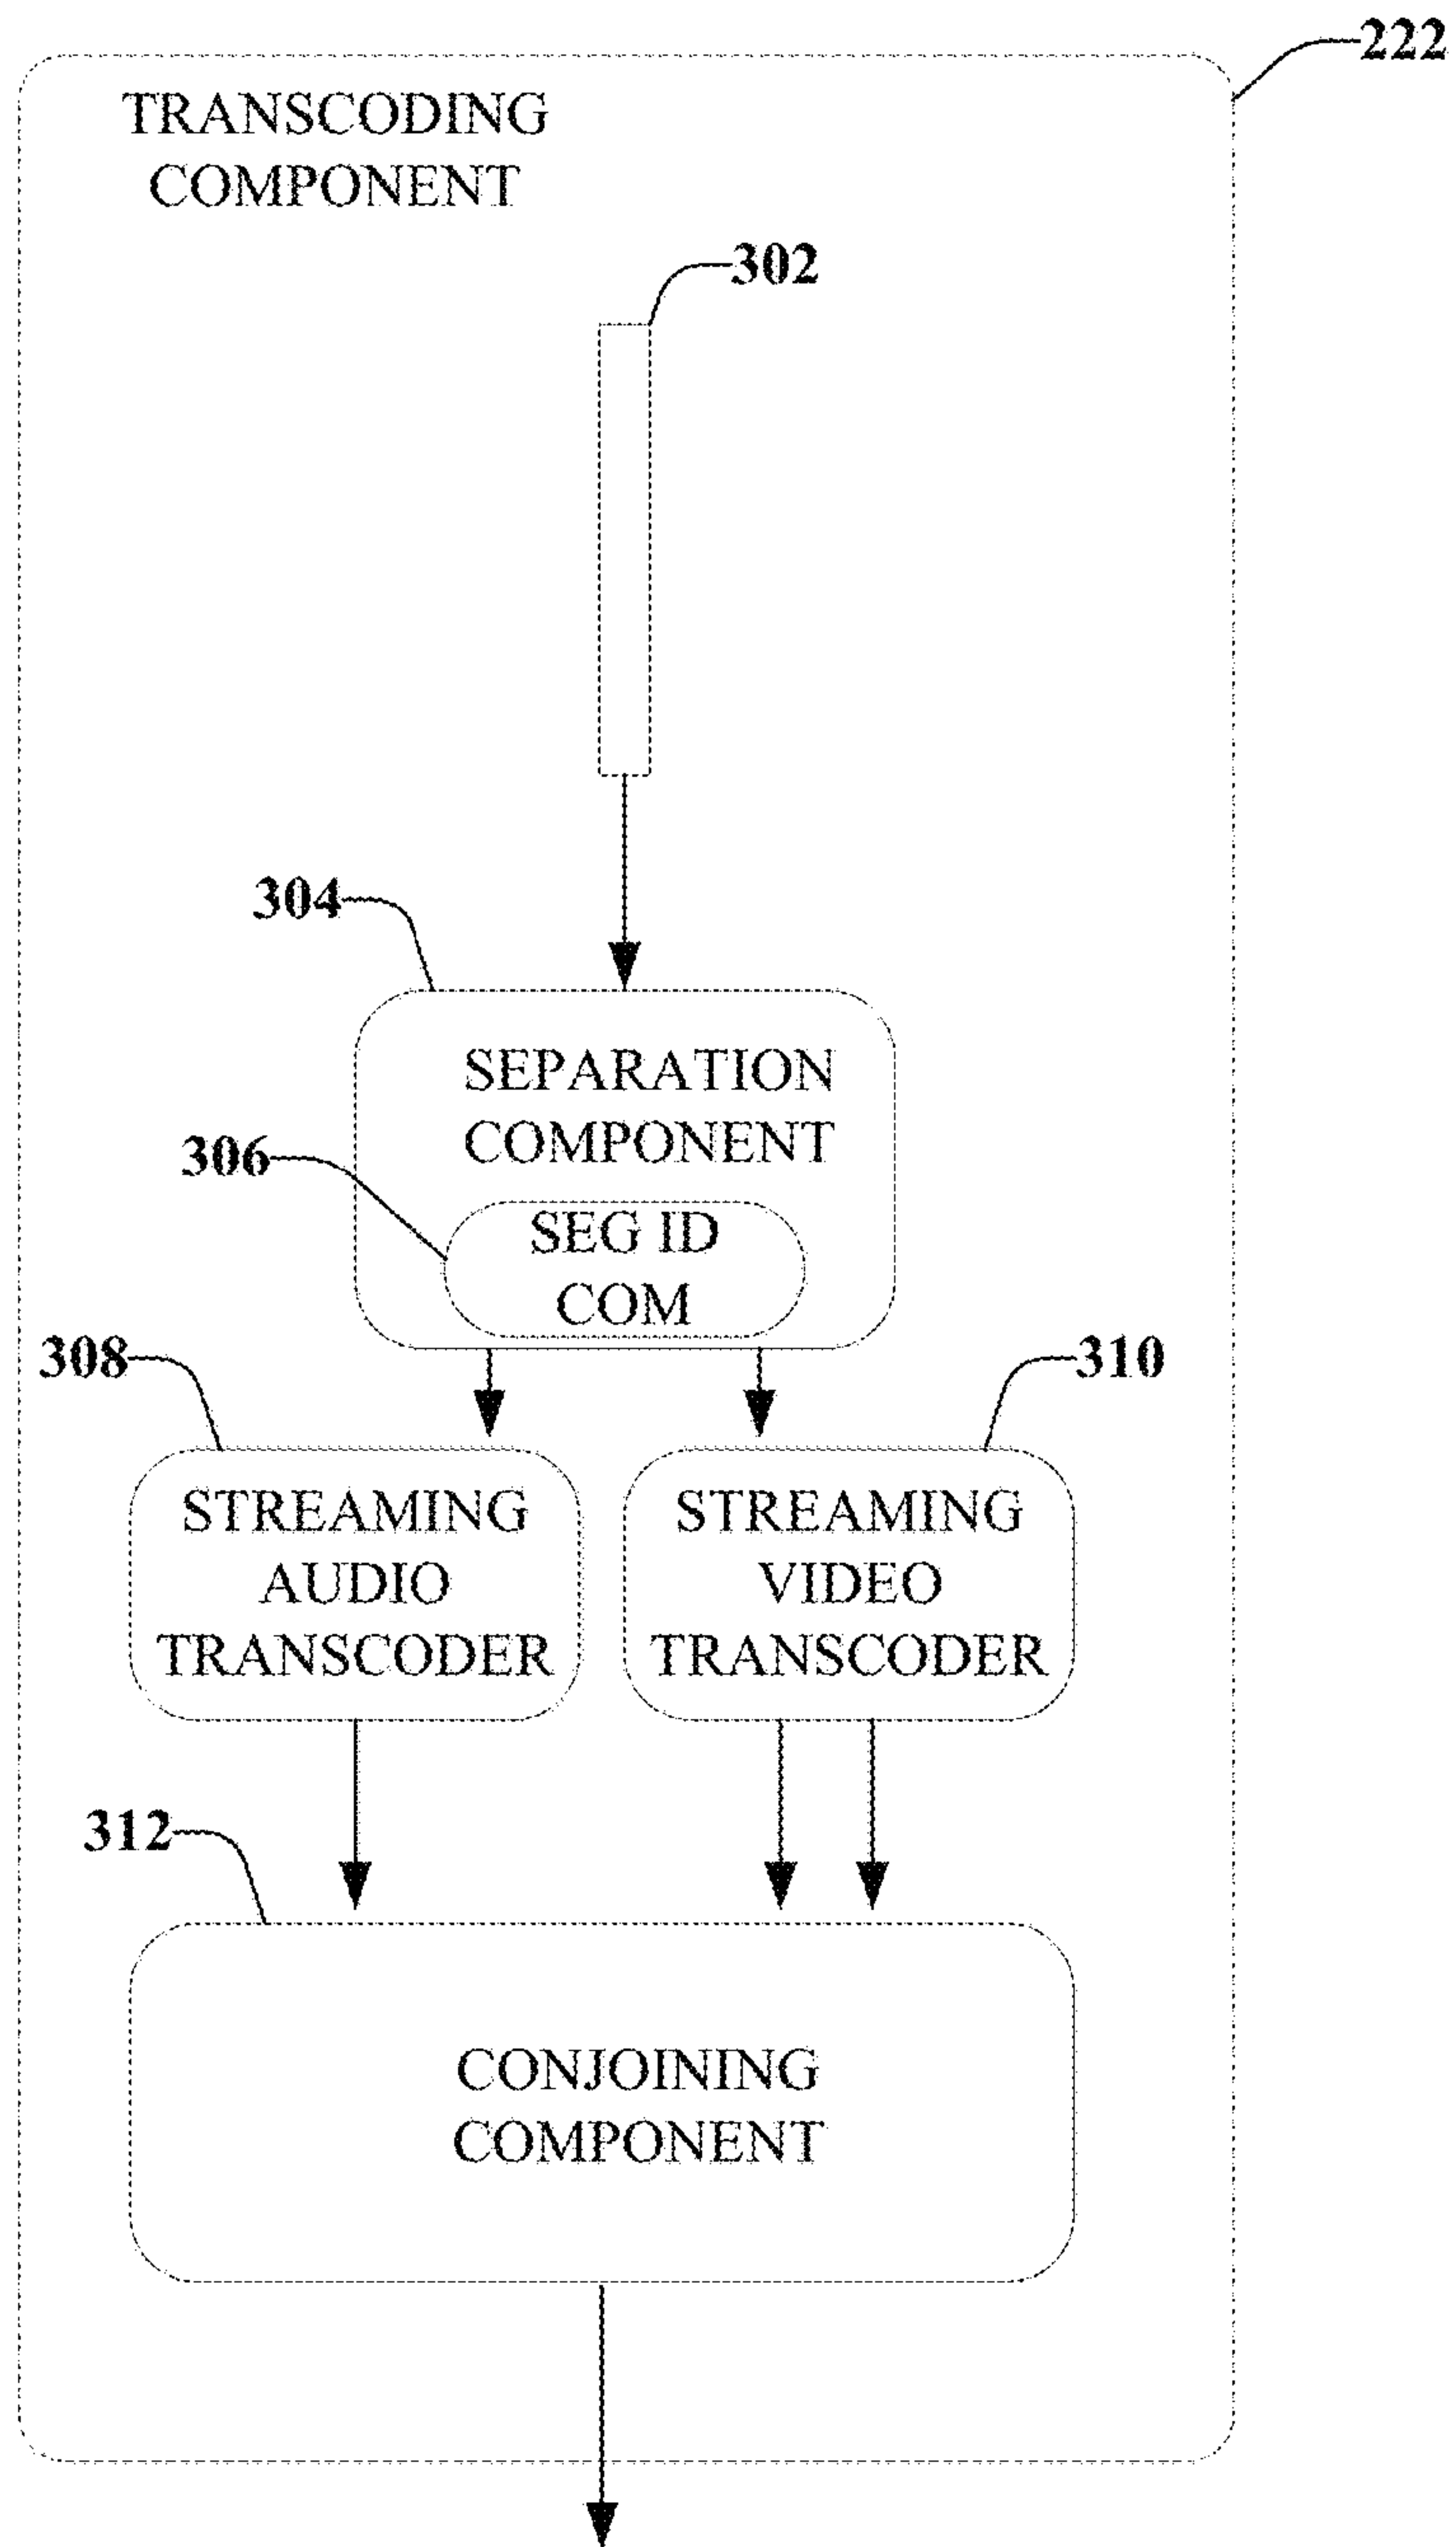 222
TRANSCODING
COMPONENT
302
304
SEPARATION
COMPONENT
306
SEG ID
COM
308
310
STREAMING
AUDIO
TRANSCODER
STREAMING
VIDEO
TRANSCODER
312
CONJOINING
COMPONENT